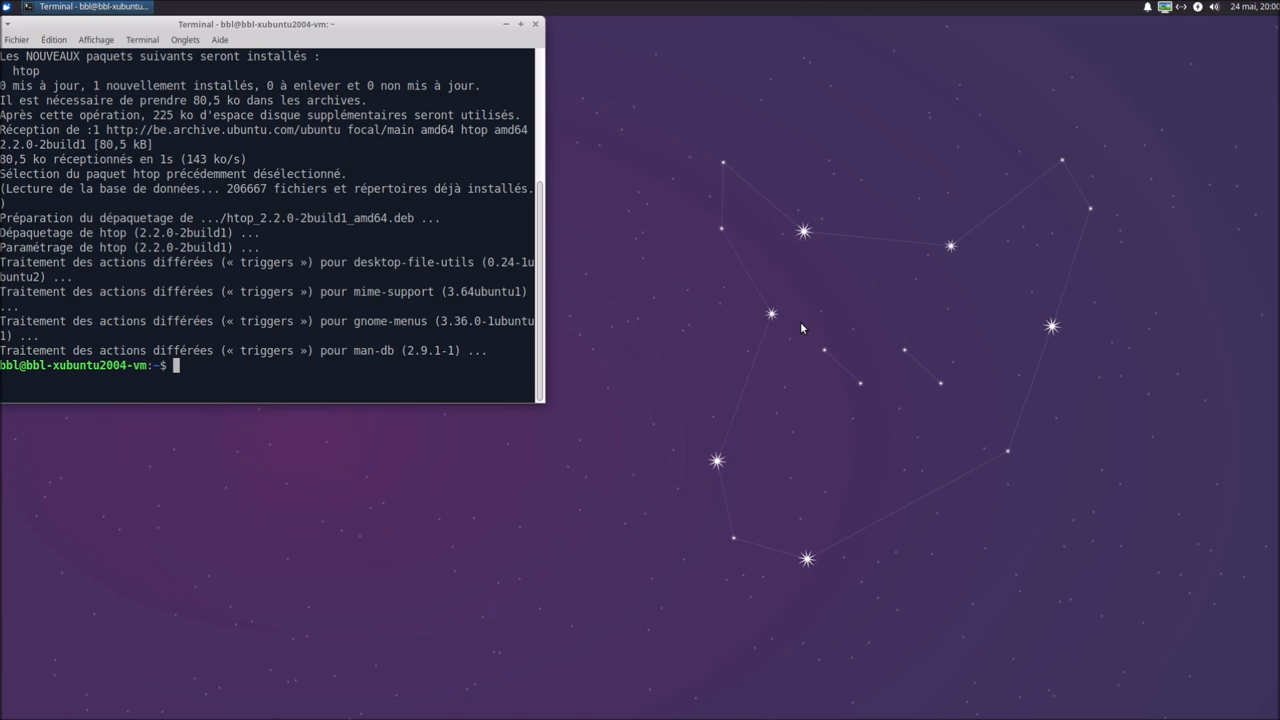 Terminal - bbl@bbl-xubuntu...
24 mai, 20:00
Terminal - bbl@bbl-xubuntu2004-vm: ~
Fichier Édition Affichage Terminal Onglets Aide
Les NOUVEAUX paquets suivants seront installés :
  htop
0 mis à jour, 1 nouvellement installés, 0 à enlever et 0 non mis à jour.
Il est nécessaire de prendre 80,5 ko dans les archives.
Après cette opération, 225 ko d'espace disque supplémentaires seront utilisés.
Réception de :1 http://be.archive.ubuntu.com/ubuntu focal/main amd64 htop amd64
2.2.0-2build1 [80,5 kB]
80,5 ko réceptionnés en 1s (143 ko/s)
Sélection du paquet htop précédemment désélectionné.
(Lecture de la base de données... 206667 fichiers et répertoires déjà installés.
)
Préparation du dépaquetage de .../htop_2.2.0-2build1_amd64.deb ...
Dépaquetage de htop (2.2.0-2build1) ...
Paramétrage de htop (2.2.0-2build1) ...
Traitement des actions différées (« triggers ») pour desktop-file-utils (0.24-1u
buntu2) ...
Traitement des actions différées (« triggers ») pour mime-support (3.64ubuntu1)
...
Traitement des actions différées (« triggers ») pour gnome-menus (3.36.0-1ubuntu
1) ...
Traitement des actions différées (« triggers ») pour man-db (2.9.1-1) ...
bbl@bbl-xubuntu2004-vm:~$